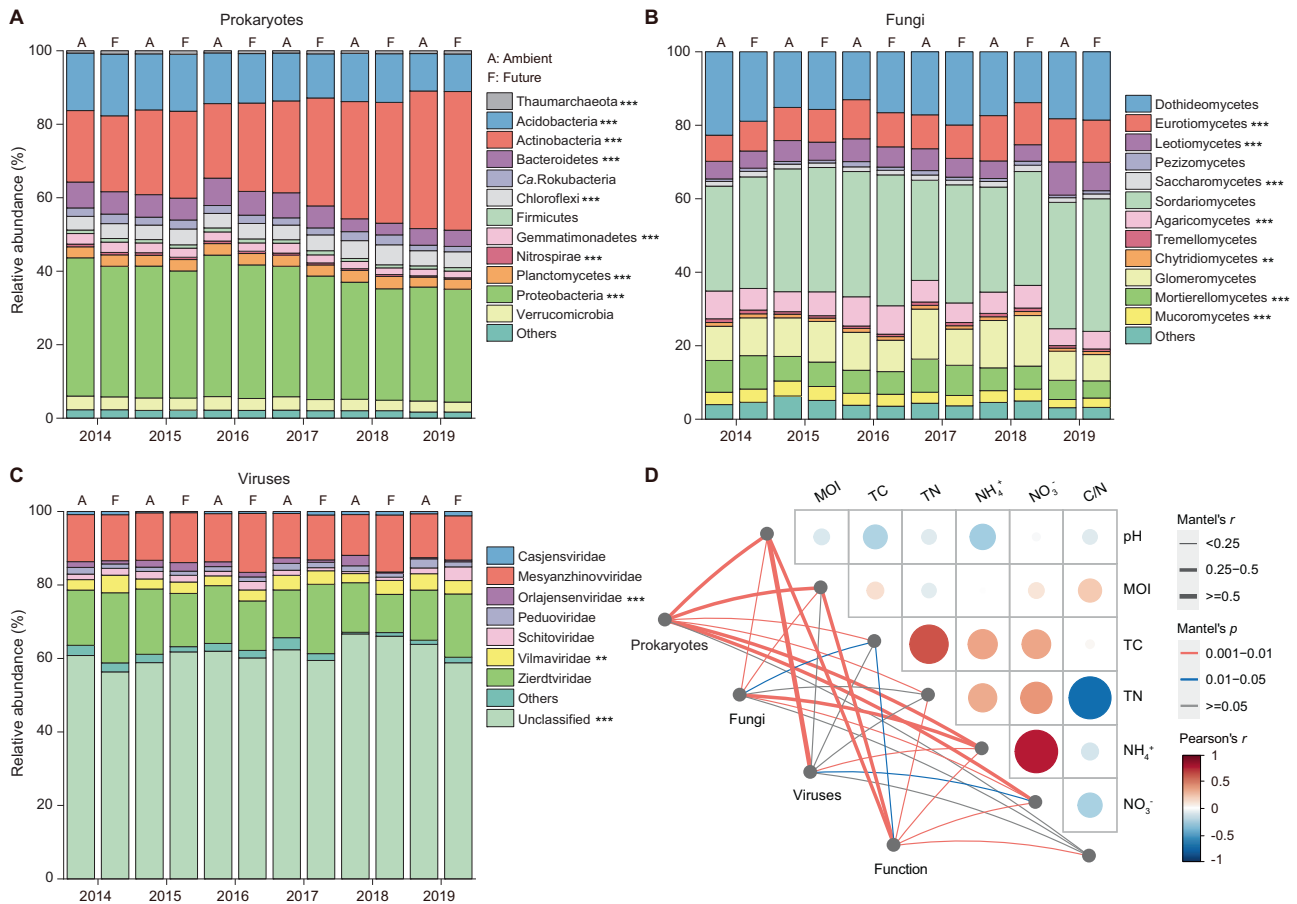 A
Prokaryotes
Relative abundance (%)
100
80
60
40
20
0
A F A F A F A F A F A F
2014 2015 2016 2017 2018 2019
A: Ambient
F: Future
Thaumarchaeota ***
Acidobacteria ***
Actinobacteria ***
Bacteroidetes ***
Ca.Rokubacteria
Chloroflexi ***
Firmicutes
Gemmatimonadetes ***
Nitrospirae ***
Planctomycetes ***
Proteobacteria ***
Verrucomicrobia
Others
B
Fungi
Relative abundance (%)
100
80
60
40
20
0
A F A F A F A F A F A F
2014 2015 2016 2017 2018 2019
Dothideomycetes
Eurotiomycetes ***
Leotiomycetes ***
Pezizomycetes
Saccharomycetes ***
Sordariomycetes
Agaricomycetes ***
Tremellomycetes
Chytridiomycetes **
Glomeromycetes
Mortierellomycetes ***
Mucoromycetes ***
Others
C
Viruses
Relative abundance (%)
100
80
60
40
20
0
A F A F A F A F A F A F
2014 2015 2016 2017 2018 2019
Casjensviridae
Mesyanzhinovviridae
Orlajensenviridae ***
Peduoviridae
Schitoviridae
Vilmaviridae **
Zierdtviridae
Others
Unclassified ***
D
MOI TC TN NH₄⁺ NO₃⁻ C/N
pH
MOI
TC
TN
NH₄⁺
NO₃⁻
Prokaryotes
Fungi
Viruses
Function
Mantel's r
<0.25
0.25−0.5
>=0.5
Mantel's p
0.001−0.01
0.01−0.05
>=0.05
Pearson's r
1
0.5
0
-0.5
-1